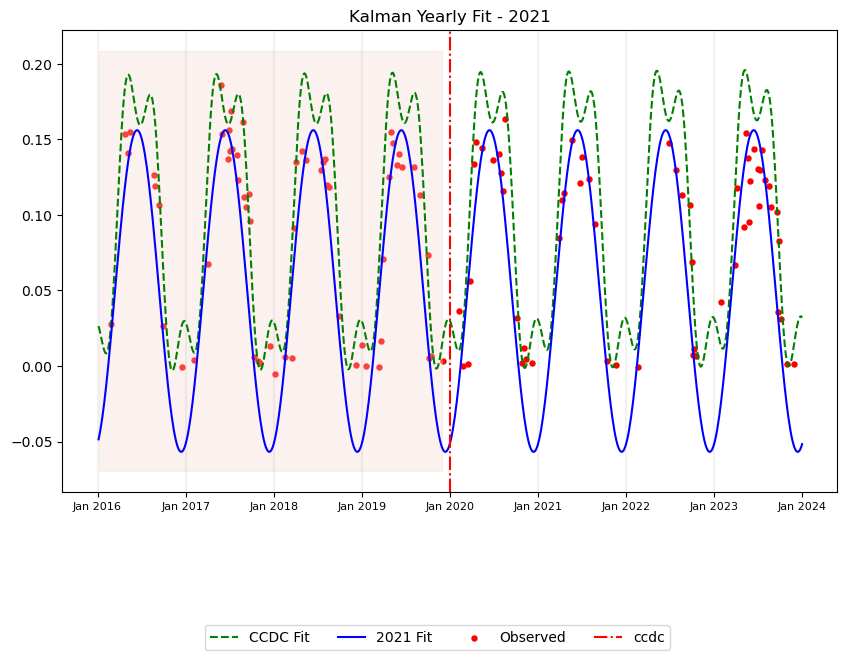 Kalman Yearly Fit - 2021
0.20
0.15
0.10
0.05
0.00
−0.05
Jan 2016 Jan 2017 Jan 2018 Jan 2019 Jan 2020 Jan 2021 Jan 2022 Jan 2023 Jan 2024
CCDC Fit 2021 Fit Observed ccdc